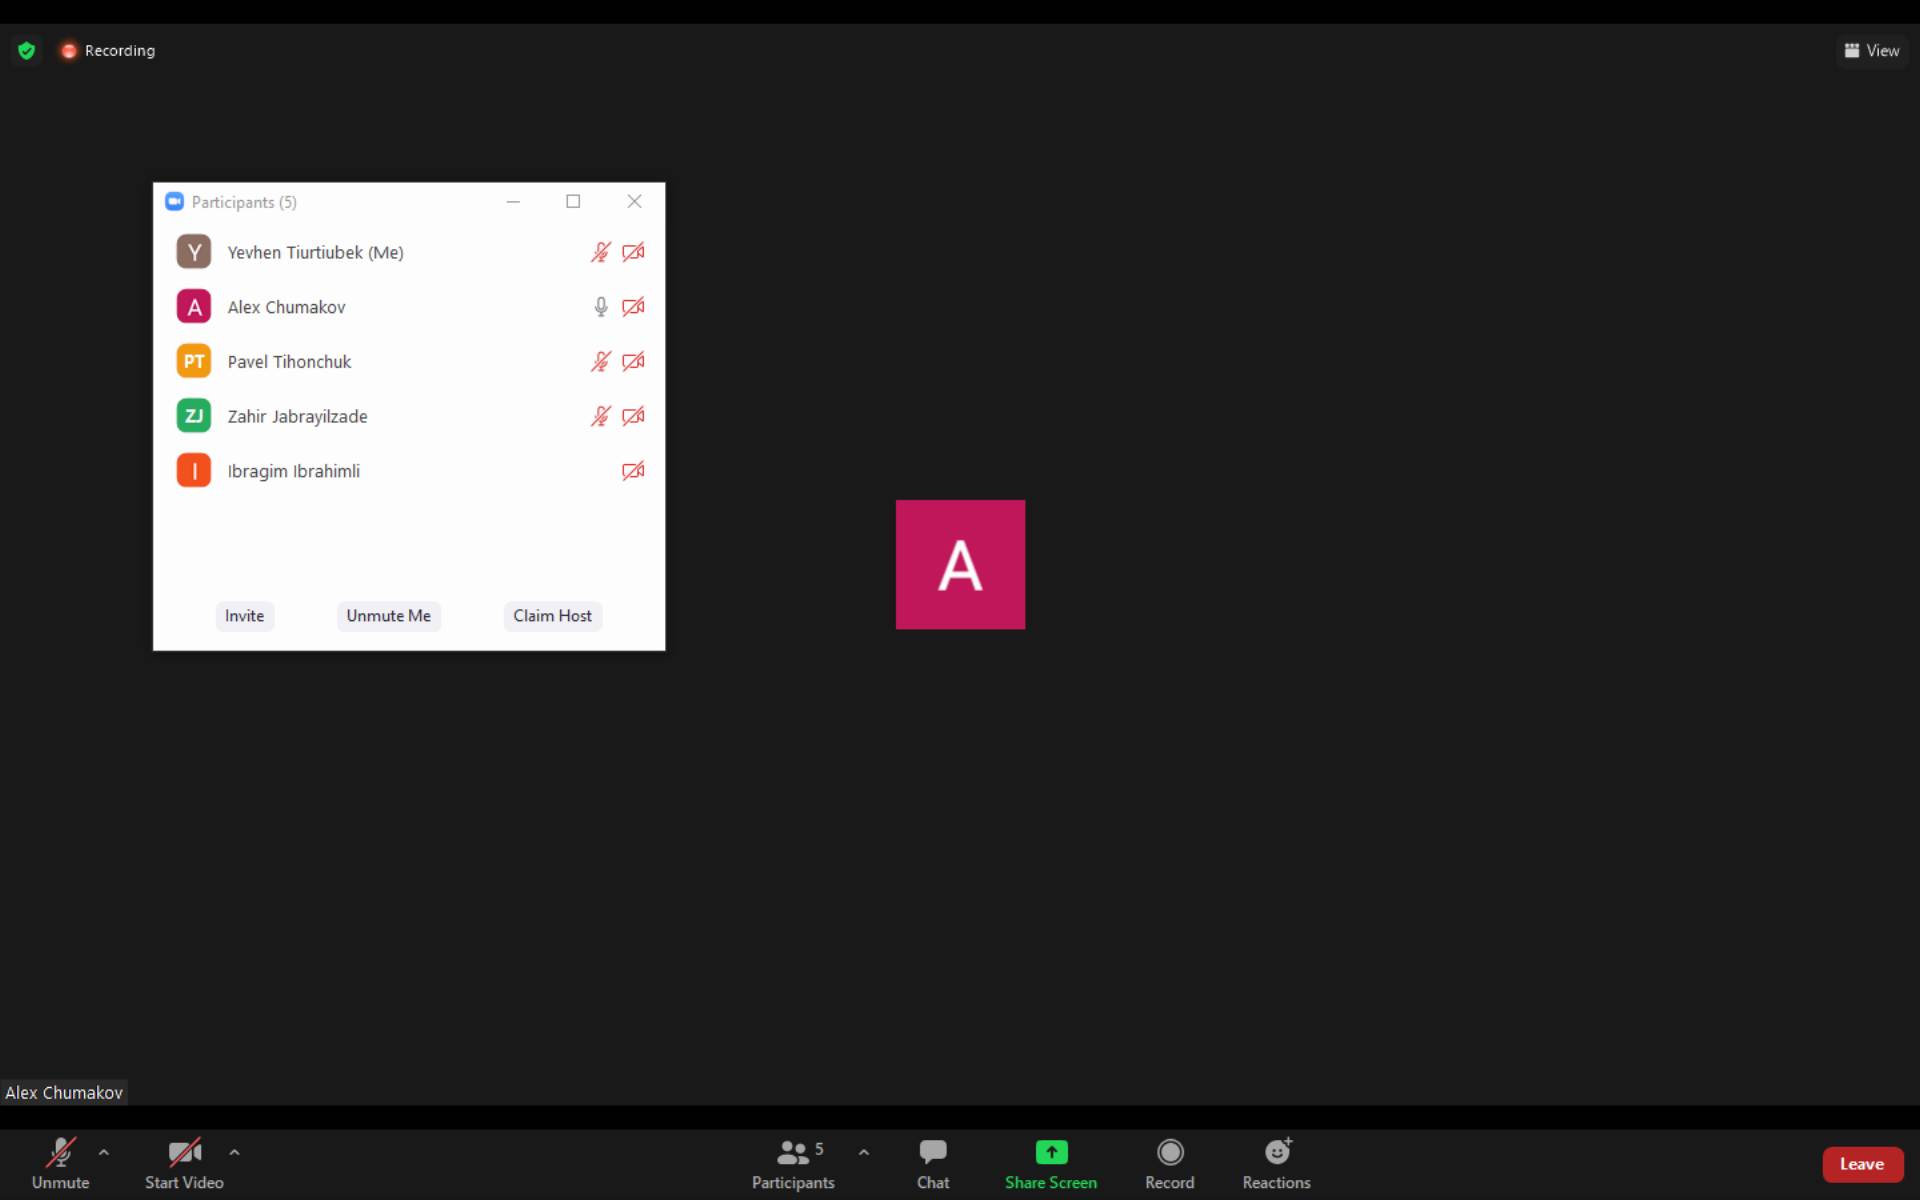 Recording
View
Participants (5)
Y Yevhen Tiurtiubek (Me)
A Alex Chumakov
PT Pavel Tihonchuk
ZJ Zahir Jabrayilzade
I Ibragim Ibrahimli
Invite Unmute Me Claim Host
A
Alex Chumakov
5
Unmute Start Video Participants Chat Share Screen Record Reactions Leave